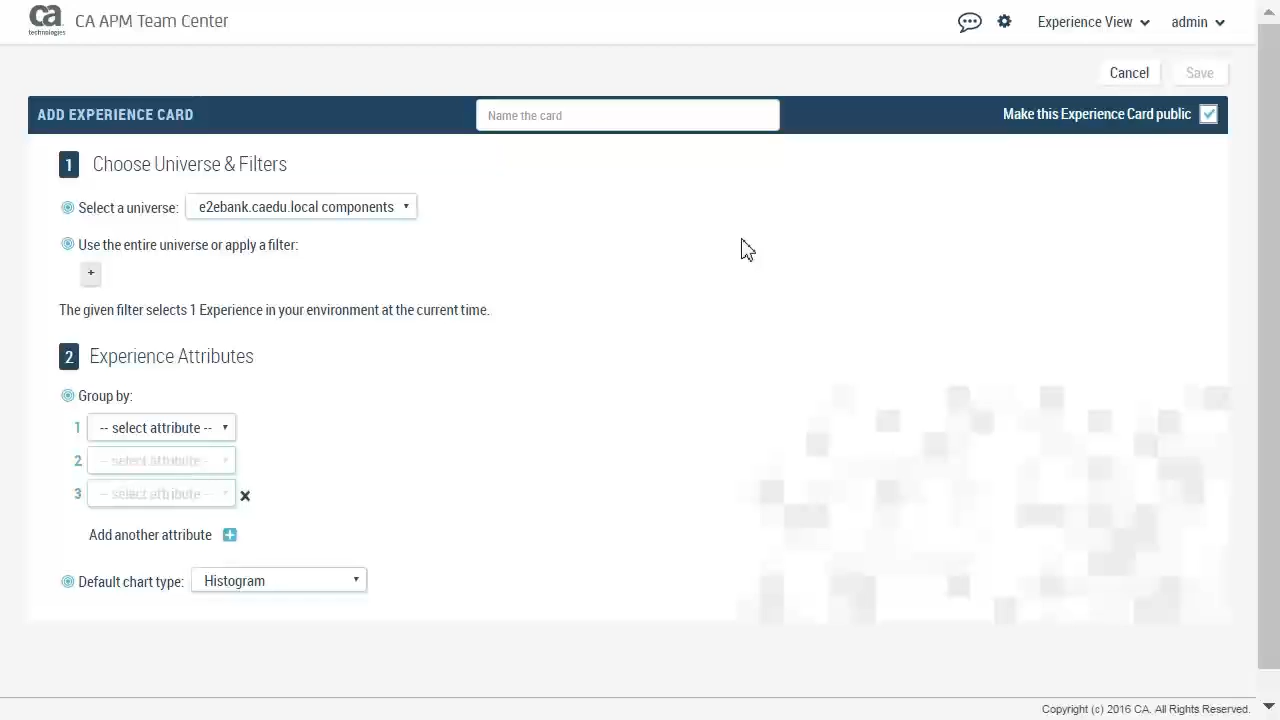 ca
technologies
CA APM Team Center
Experience View
admin
Cancel
Save
ADD EXPERIENCE CARD
Name the card
Make this Experience Card public
1 Choose Universe & Filters
Select a universe: e2ebank.caedu.local components
Use the entire universe or apply a filter:
+
The given filter selects 1 Experience in your environment at the current time.
2 Experience Attributes
Group by:
1 -- select attribute --
2 -- select attribute --
3 -- select attribute --
Add another attribute
Default chart type: Histogram
Copyright (c) 2016 CA. All Rights Reserved.